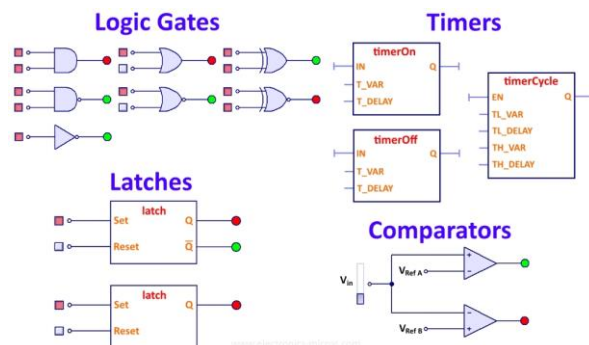 Logic Gates
Timers
timerOn
IN Q
T_VAR
T_DELAY
timerCycle
EN Q
TL_VAR
TL_DELAY
TH_VAR
TH_DELAY
timerOff
IN Q
T_VAR
T_DELAY
Latches
latch
Set Q
Reset Q̅
latch
Set Q
Reset
Comparators
Vin
VRef A
+
−
VRef B
−
+